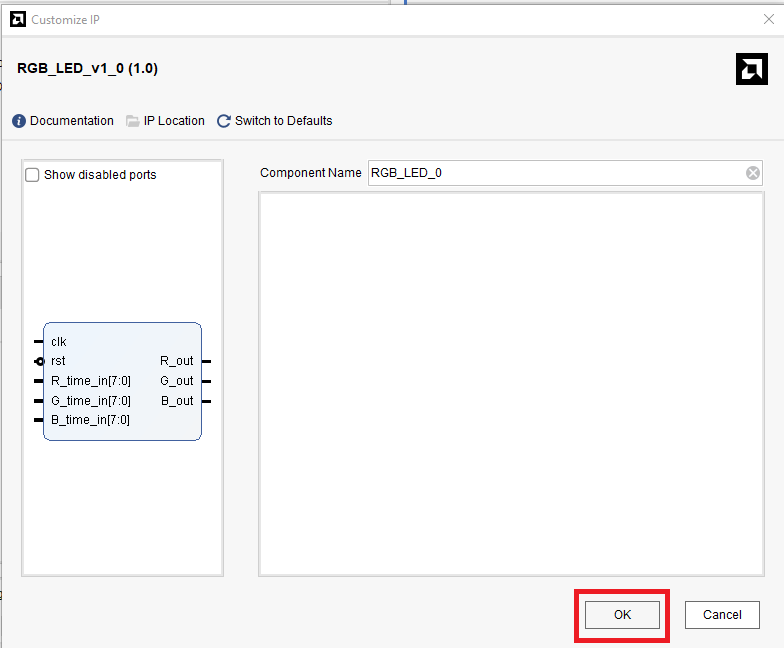 Customize IP
RGB_LED_v1_0 (1.0)
Documentation IP Location Switch to Defaults
Show disabled ports
Component Name RGB_LED_0
clk
rst R_out
R_time_in[7:0] G_out
G_time_in[7:0] B_out
B_time_in[7:0]
OK Cancel